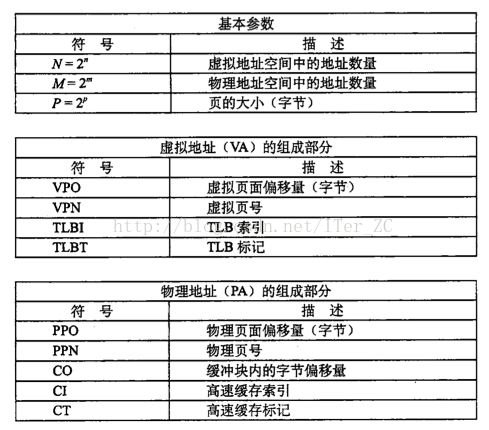 基本参数
符 号 描 述
N = 2ⁿ 虚拟地址空间中的地址数量
M = 2ᵐ 物理地址空间中的地址数量
P = 2ᵖ 页的大小（字节）
虚拟地址（VA）的组成部分
符 号 描 述
VPO 虚拟页面偏移量（字节）
VPN 虚拟页号
TLBI TLB 索引
TLBT TLB 标记
http://blog.csdn.net/ITer_ZC
物理地址（PA）的组成部分
符 号 描 述
PPO 物理页面偏移量（字节）
PPN 物理页号
CO 缓冲块内的字节偏移量
CI 高速缓存索引
CT 高速缓存标记